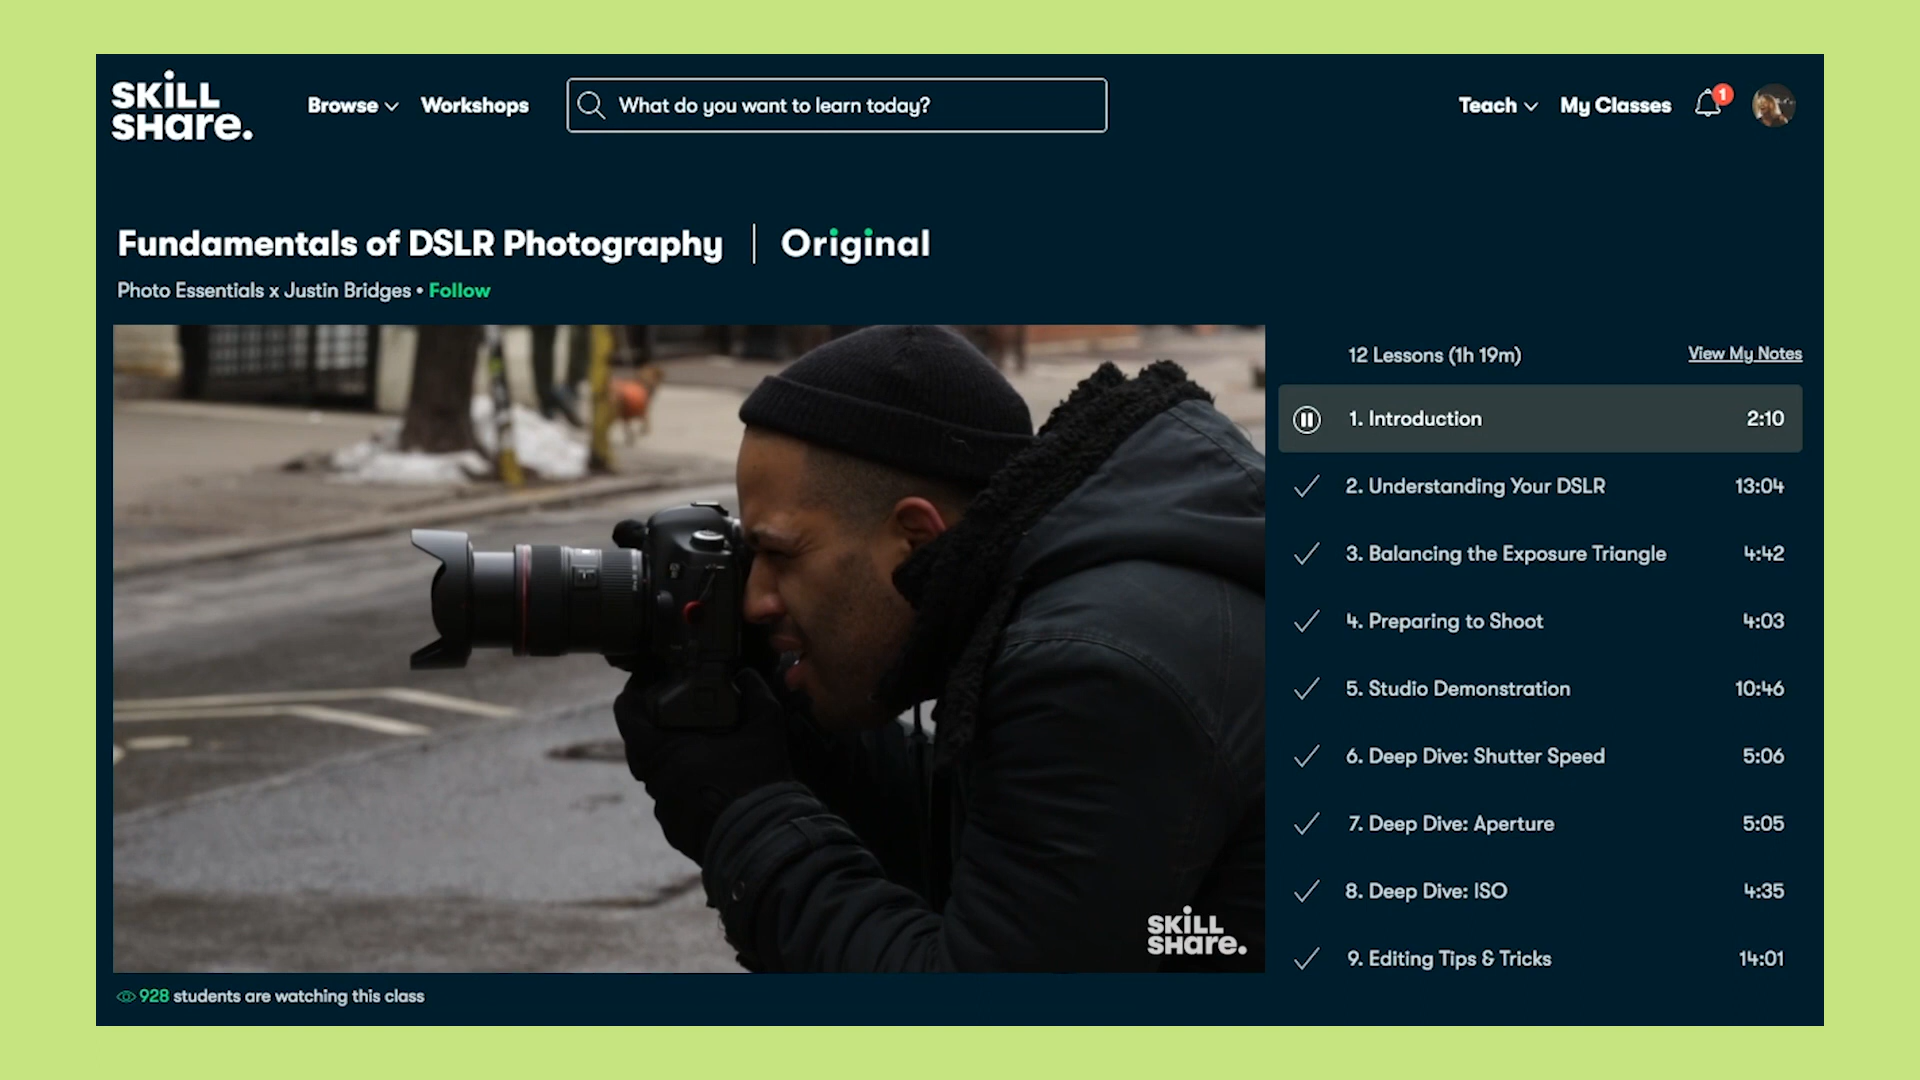 SKiLL
SHare.
Browse
Workshops
What do you want to learn today?
Teach
My Classes
1
Fundamentals of DSLR Photography | Original
Photo Essentials x Justin Bridges • Follow
12 Lessons (1h 19m)
View My Notes
1. Introduction 2:10
2. Understanding Your DSLR 13:04
3. Balancing the Exposure Triangle 4:42
4. Preparing to Shoot 4:03
5. Studio Demonstration 10:46
6. Deep Dive: Shutter Speed 5:06
7. Deep Dive: Aperture 5:05
8. Deep Dive: ISO 4:35
9. Editing Tips & Tricks 14:01
SKiLL
SHare.
928 students are watching this class